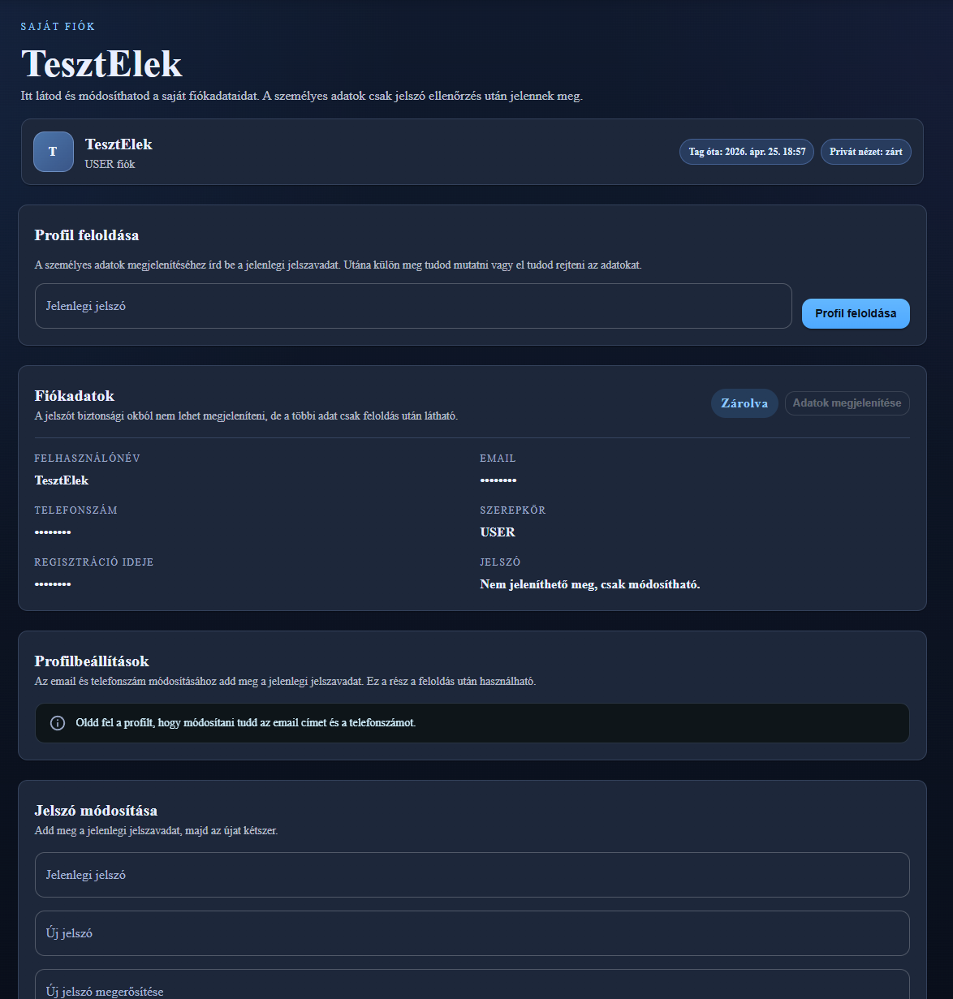 SAJÁT FIÓK
TesztElek
Itt látod és módosíthatod a saját fiókadataidat. A személyes adatok csak jelszó ellenőrzés után jelennek meg.
T
TesztElek
USER fiók
Tag óta: 2026. ápr. 25. 18:57
Privát nézet: zárt
Profil feloldása
A személyes adatok megjelenítéséhez írd be a jelenlegi jelszavadat. Utána külön meg tudod mutatni vagy el tudod rejteni az adatokat.
Jelenlegi jelszó
Profil feloldása
Fiókadatok
A jelszót biztonsági okból nem lehet megjeleníteni, de a többi adat csak feloldás után látható.
Zárolva
Adatok megjelenítése
FELHASZNÁLÓNÉV
TesztElek
EMAIL
••••••••
TELEFONSZÁM
••••••••
SZEREPKÖR
USER
REGISZTRÁCIÓ IDEJE
••••••••
JELSZÓ
Nem jeleníthető meg, csak módosítható.
Profilbeállítások
Az email és telefonszám módosításához add meg a jelenlegi jelszavadat. Ez a rész a feloldás után használható.
Oldd fel a profilt, hogy módosítani tudd az email címet és a telefonszámot.
Jelszó módosítása
Add meg a jelenlegi jelszavadat, majd az újat kétszer.
Jelenlegi jelszó
Új jelszó
Új jelszó megerősítése